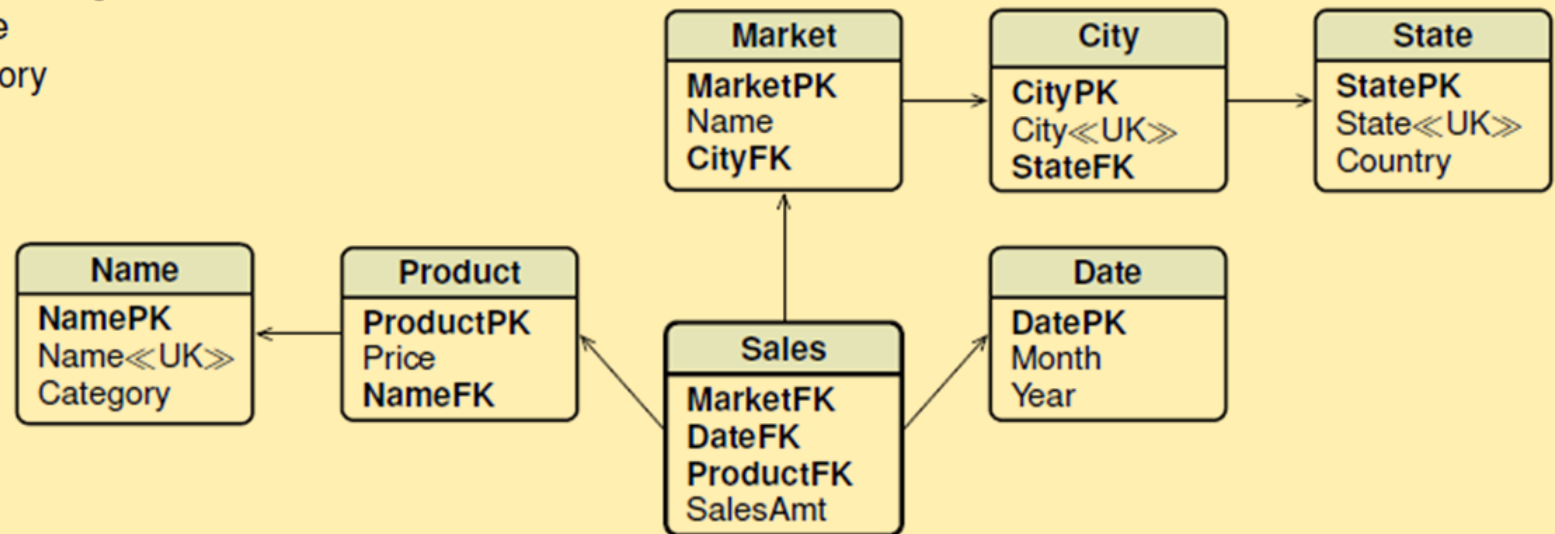 e
ory
Market
MarketPK
Name
CityFK
City
CityPK
City≪UK≫
StateFK
State
StatePK
State≪UK≫
Country
Name
NamePK
Name≪UK≫
Category
Product
ProductPK
Price
NameFK
Sales
MarketFK
DateFK
ProductFK
SalesAmt
Date
DatePK
Month
Year